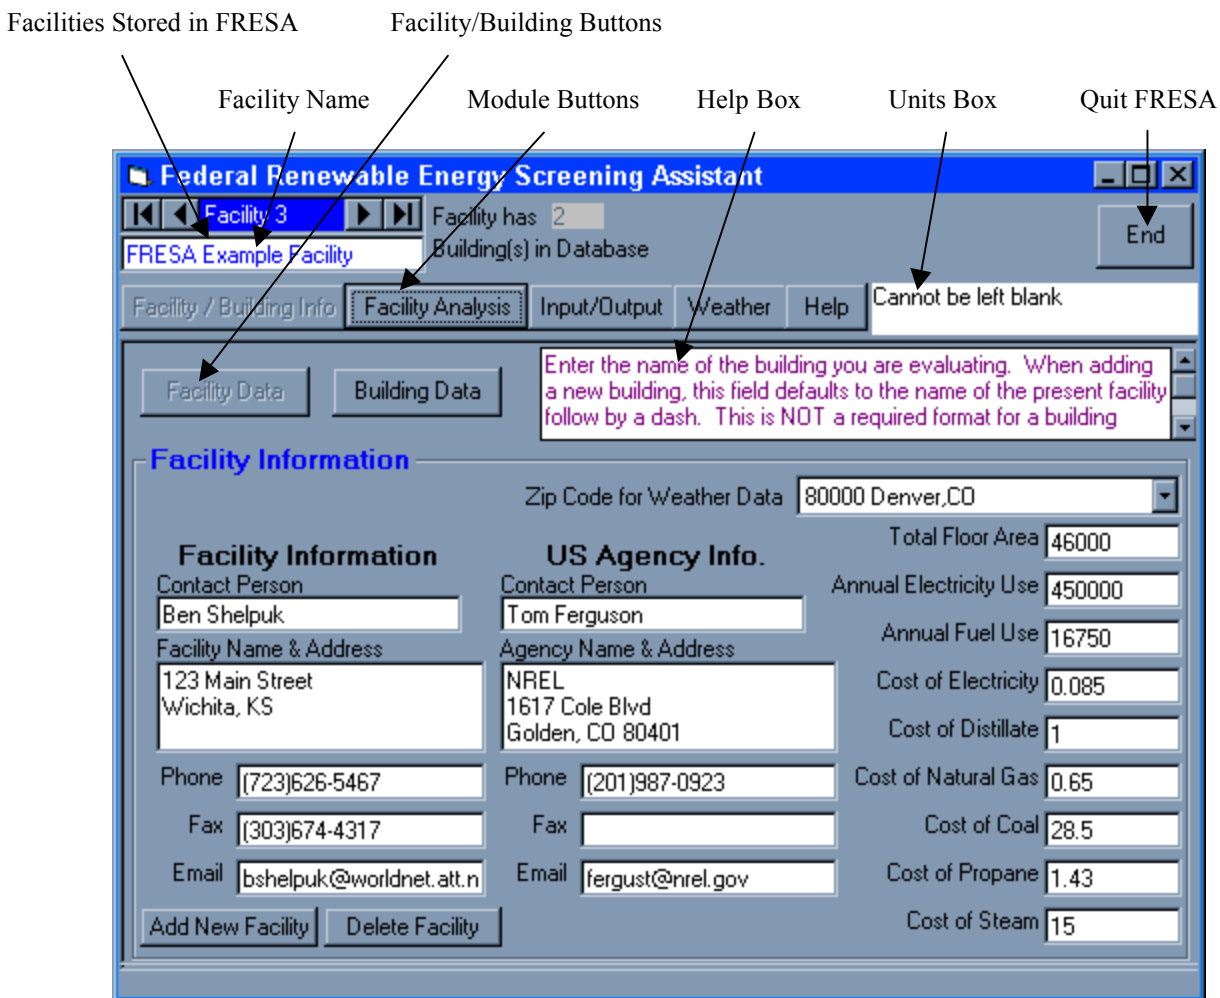 Facilities Stored in FRESA Facility/Building Buttons
Facility Name Module Buttons Help Box Units Box Quit FRESA
Federal Renewable Energy Screening Assistant
Facility 3 Facility has 2
FRESA Example Facility Building(s) in Database
End
Facility / Building Info Facility Analysis Input/Output Weather Help Cannot be left blank
Facility Data Building Data
Enter the name of the building you are evaluating. When adding
a new building, this field defaults to the name of the present facility
follow by a dash. This is NOT a required format for a building
Facility Information
Zip Code for Weather Data 80000 Denver,CO
Facility Information
Contact Person
Ben Shelpuk
Facility Name & Address
123 Main Street
Wichita, KS
Phone (723)626-5467
Fax (303)674-4317
Email bshelpuk@worldnet.att.n
US Agency Info.
Contact Person
Tom Ferguson
Agency Name & Address
NREL
1617 Cole Blvd
Golden, CO 80401
Phone (201)987-0923
Fax
Email fergust@nrel.gov
Total Floor Area 46000
Annual Electricity Use 450000
Annual Fuel Use 16750
Cost of Electricity 0.085
Cost of Distillate 1
Cost of Natural Gas 0.65
Cost of Coal 28.5
Cost of Propane 1.43
Cost of Steam 15
Add New Facility Delete Facility